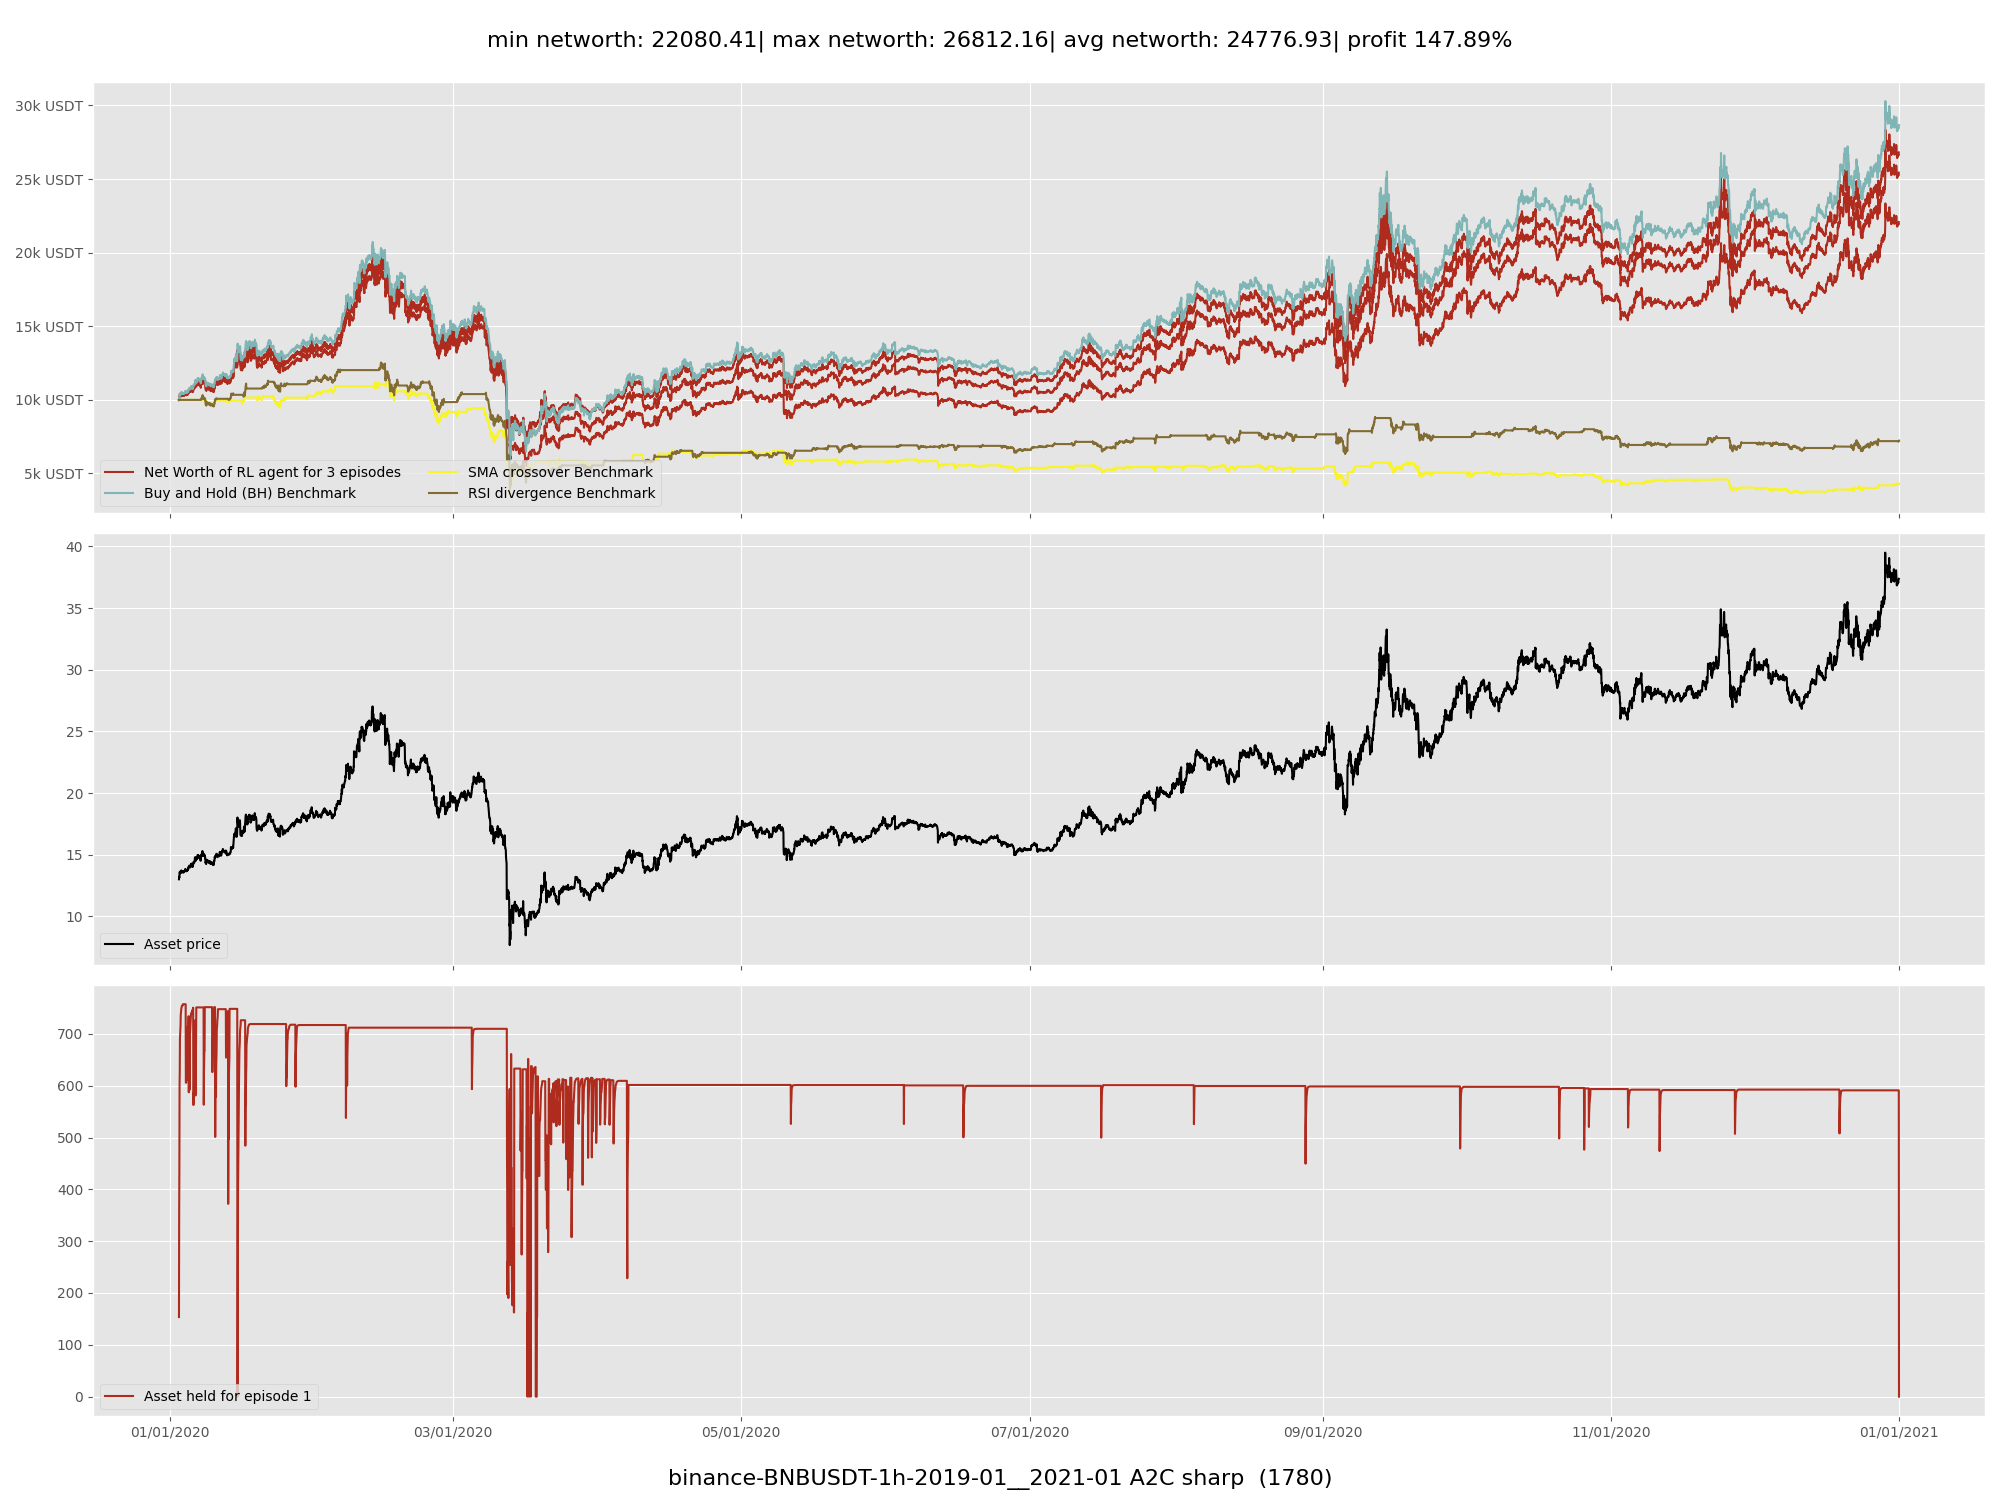 min networth: 22080.41| max networth: 26812.16| avg networth: 24776.93| profit 147.89%
30k USDT
25k USDT
20k USDT
15k USDT
10k USDT
5k USDT
Net Worth of RL agent for 3 episodes
Buy and Hold (BH) Benchmark
SMA crossover Benchmark
RSI divergence Benchmark
40
35
30
25
20
15
10
Asset price
700
600
500
400
300
200
100
0
Asset held for episode 1
01/01/2020 03/01/2020 05/01/2020 07/01/2020 09/01/2020 11/01/2020 01/01/2021
binance-BNBUSDT-1h-2019-01__2021-01 A2C sharp (1780)